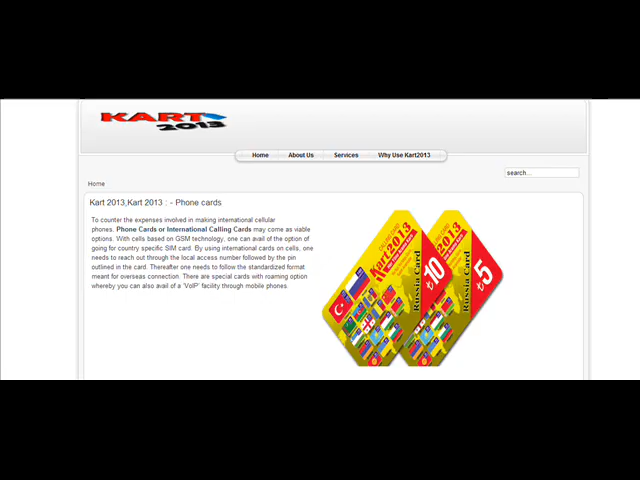 KART
2013
Home About Us Services Why Use Kart2013
search...
Home
Kart 2013,Kart 2013 : - Phone cards
To counter the expenses involved in making international cellular
phones. Phone Cards or International Calling Cards may come as viable
options. With cells based on GSM technology, one can avail of the option
of going for country specific SIM card. By using international cards on cells, one
needs to reach out through the local access number followed by the pin
outlined in the card. Thereafter one needs to follow the standardized format
meant for overseas connection. There are special cards with roaming option
whereby you can also avail of a 'VoIP' facility through mobile phones.
Kart2013
Russia Card
₺10
Kart2013
Russia Card
₺5